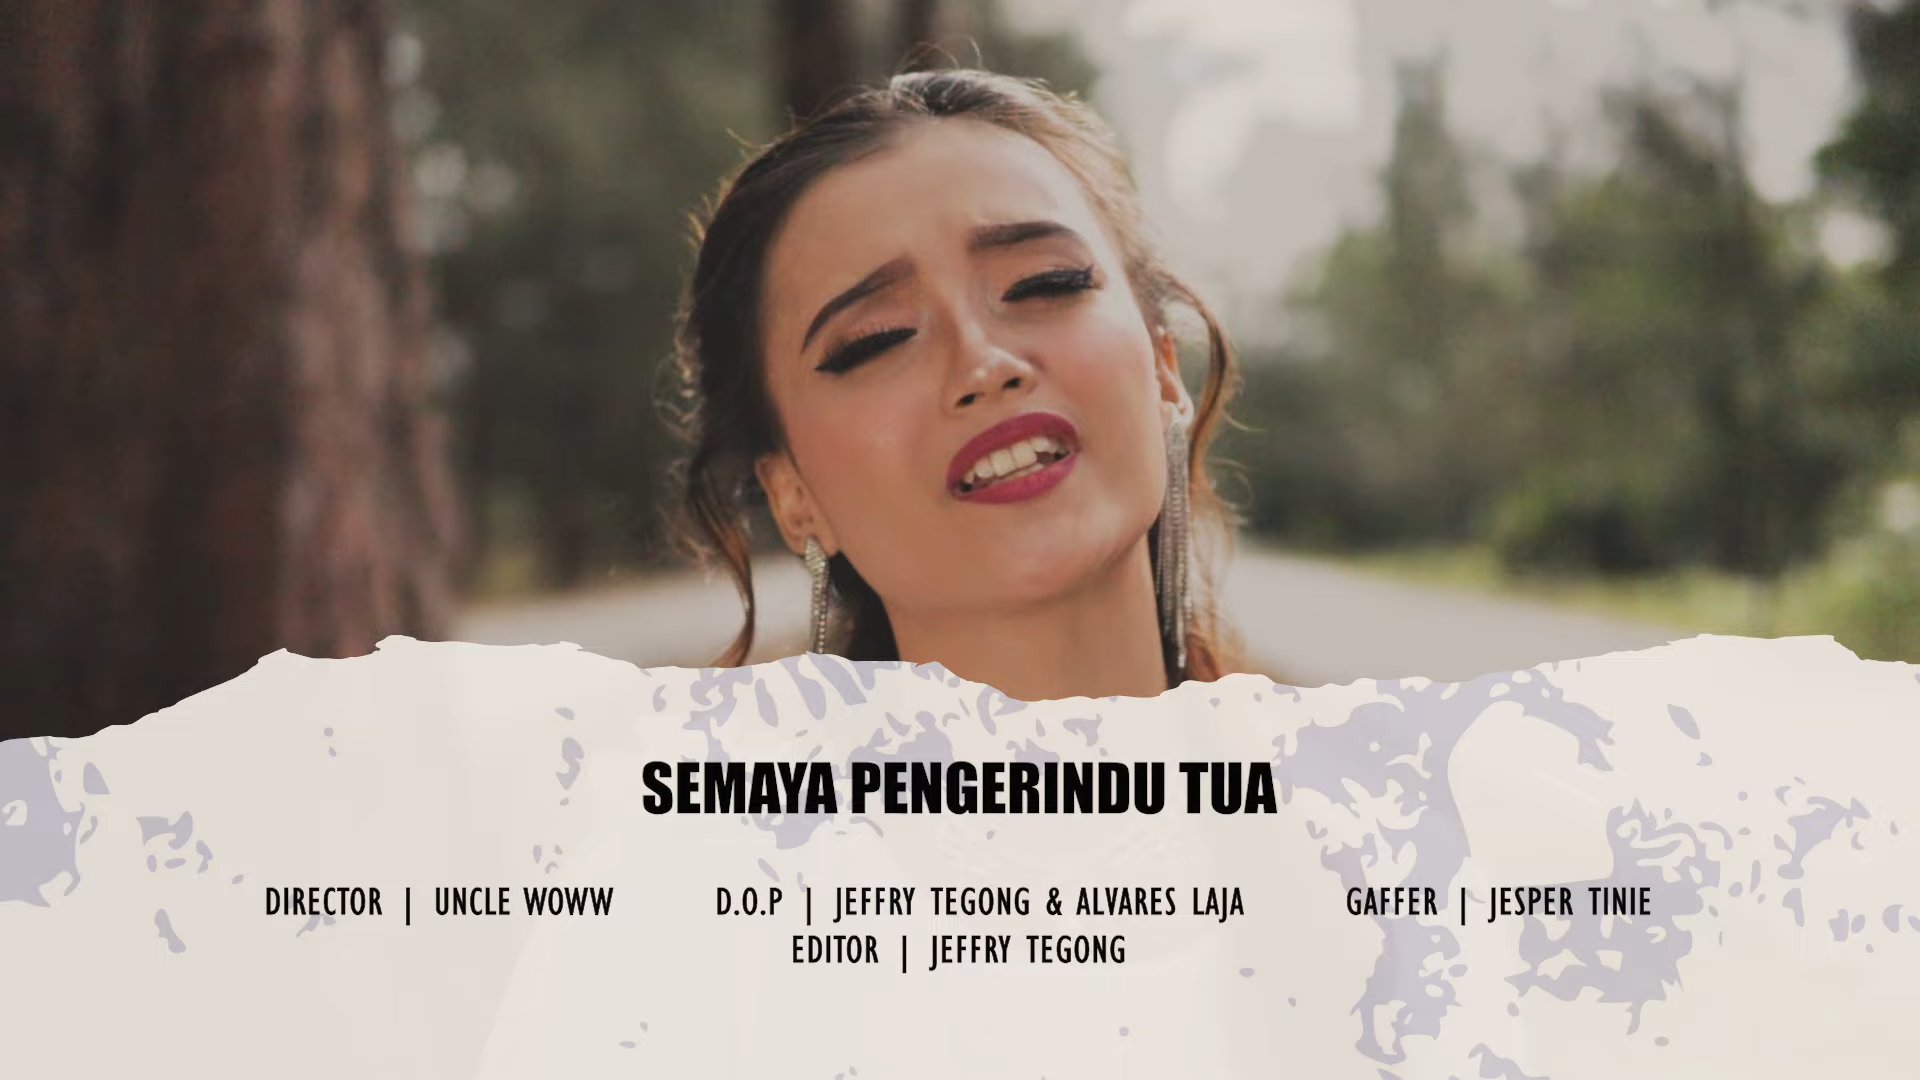 SEMAYA PENGERINDU TUA
DIRECTOR | UNCLE WOWW D.O.P | JEFFRY TEGONG & ALVARES LAJA GAFFER | JESPER TINIE
EDITOR | JEFFRY TEGONG